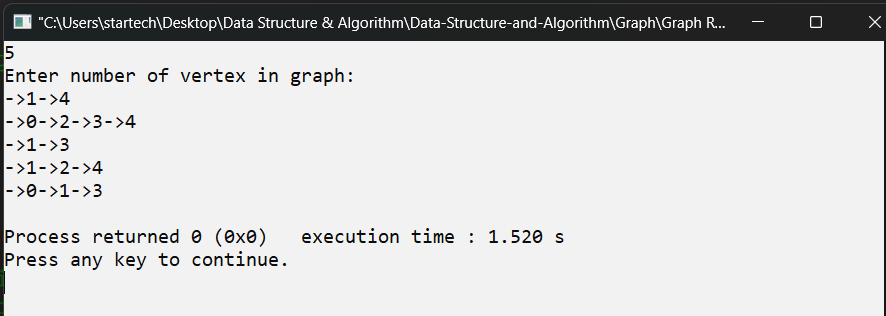 "C:\Users\startech\Desktop\Data Structure & Algorithm\Data-Structure-and-Algorithm\Graph\Graph R...
5
Enter number of vertex in graph:
->1->4
->0->2->3->4
->1->3
->1->2->4
->0->1->3
Process returned 0 (0x0)   execution time : 1.520 s
Press any key to continue.